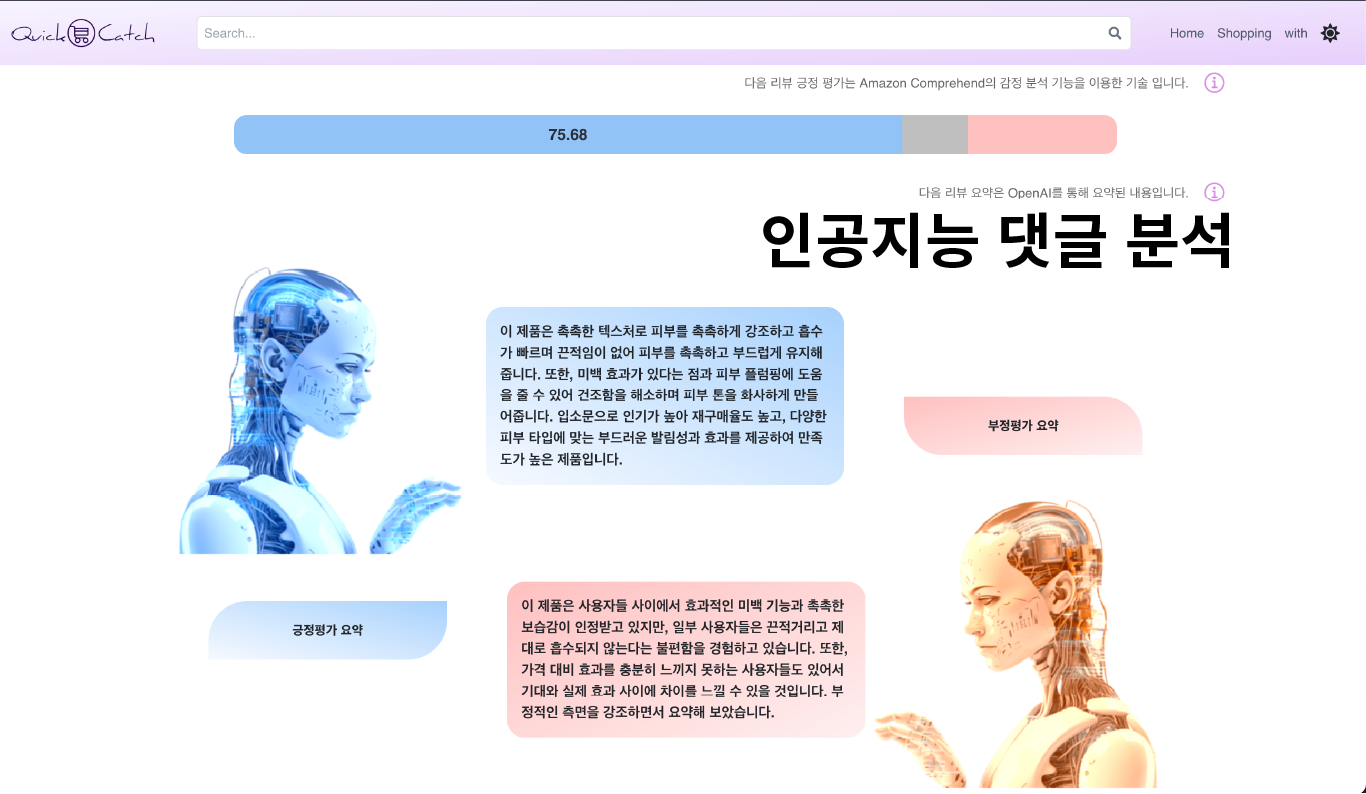 Quick Catch
Search...
Home Shopping with
다음 리뷰 긍정 평가는 Amazon Comprehend의 감정 분석 기능을 이용한 기술 입니다.
75.68
다음 리뷰 요약은 OpenAI를 통해 요약된 내용입니다.
인공지능 댓글 분석
이 제품은 촉촉한 텍스처로 피부를 촉촉하게 강조하고 흡수
가 빠르며 끈적임이 없어 피부를 촉촉하고 부드럽게 유지해
줍니다. 또한, 미백 효과가 있다는 점과 피부 플럼핑에 도움
을 줄 수 있어 건조함을 해소하며 피부 톤을 화사하게 만들
어줍니다. 입소문으로 인기가 높아 재구매율도 높고, 다양한
피부 타입에 맞는 부드러운 발림성과 효과를 제공하여 만족
도가 높은 제품입니다.
부정평가 요약
긍정평가 요약
이 제품은 사용자들 사이에서 효과적인 미백 기능과 촉촉한
보습감이 인정받고 있지만, 일부 사용자들은 끈적거리고 제
대로 흡수되지 않는다는 불편함을 경험하고 있습니다. 또한,
가격 대비 효과를 충분히 느끼지 못하는 사용자들도 있어서
기대와 실제 효과 사이에 차이를 느낄 수 있을 것입니다. 부
정적인 측면을 강조하면서 요약해 보았습니다.